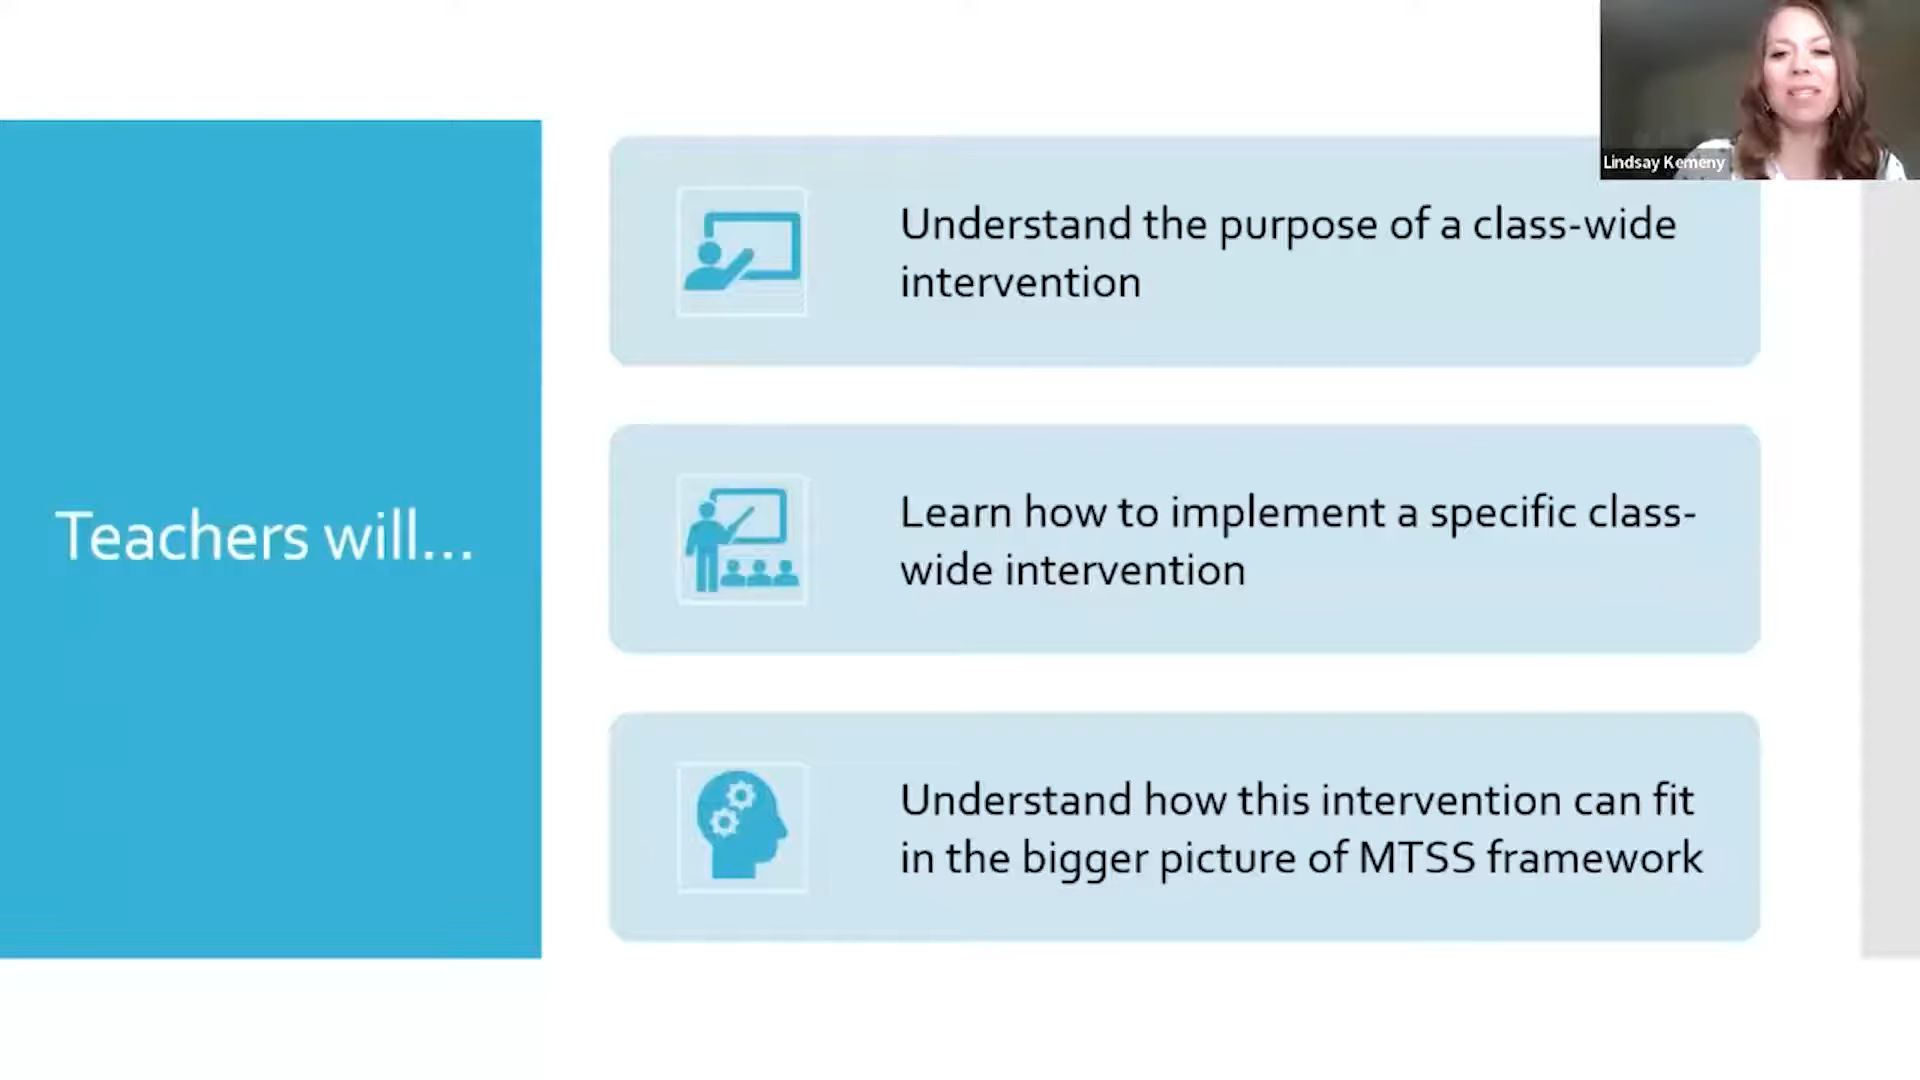 Lindsay Kemeny
Understand the purpose of a class-wide
intervention
Teachers will...
Learn how to implement a specific class-
wide intervention
Understand how this intervention can fit
in the bigger picture of MTSS framework